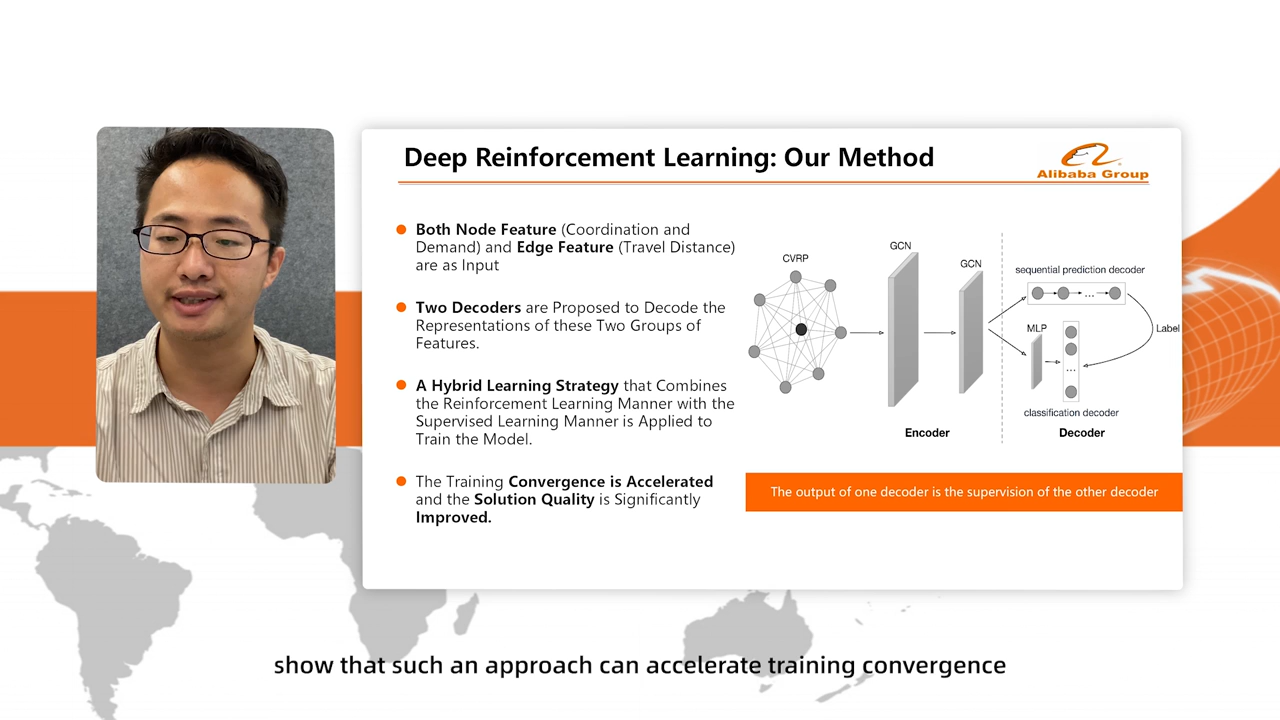 Deep Reinforcement Learning: Our Method
Alibaba Group
Both Node Feature (Coordination and
Demand) and Edge Feature (Travel Distance)
are as Input
Two Decoders are Proposed to Decode the
Representations of these Two Groups of
Features.
A Hybrid Learning Strategy that Combines
the Reinforcement Learning Manner with the
Supervised Learning Manner is Applied to
Train the Model.
The Training Convergence is Accelerated
and the Solution Quality is Significantly
Improved.
CVRP
GCN
GCN
sequential prediction decoder
...
MLP
Label
...
classification decoder
Encoder
Decoder
The output of one decoder is the supervision of the other decoder
show that such an approach can accelerate training convergence